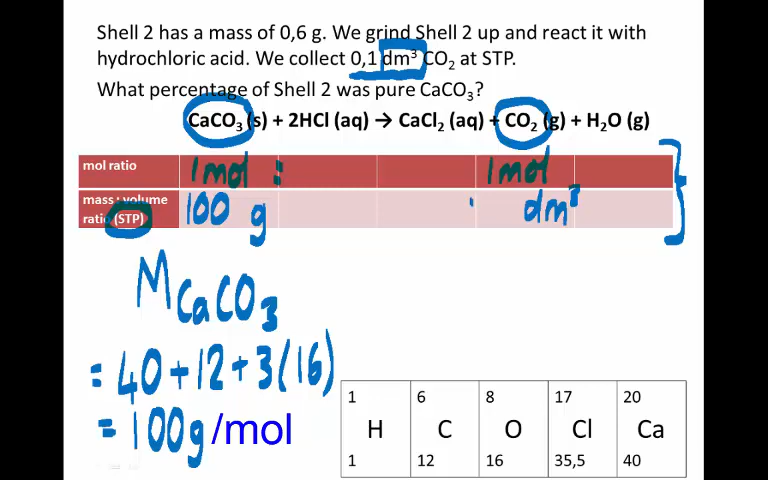 Shell 2 has a mass of 0,6 g. We grind Shell 2 up and react it with
hydrochloric acid. We collect 0,1 dm³ CO₂ at STP.
What percentage of Shell 2 was pure CaCO₃?
CaCO₃ (s) + 2HCl (aq) → CaCl₂ (aq) + CO₂ (g) + H₂O (g)
mol ratio 1mol : 1mol
mass : volume ratio (STP) 100 g dm³
M CaCO₃
= 40 + 12 + 3(16)
= 100g/mol
1 6 8 17 20
H C O Cl Ca
1 12 16 35,5 40